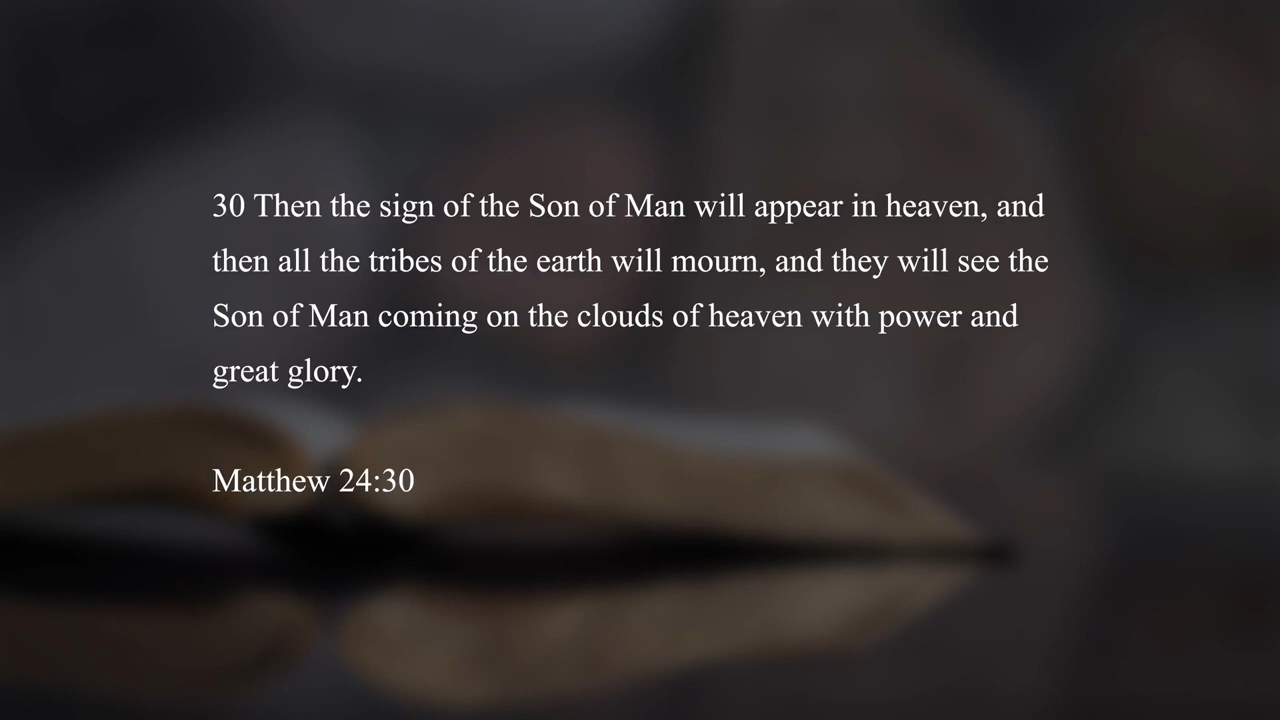 30 Then the sign of the Son of Man will appear in heaven, and
then all the tribes of the earth will mourn, and they will see the
Son of Man coming on the clouds of heaven with power and
great glory.
Matthew 24:30